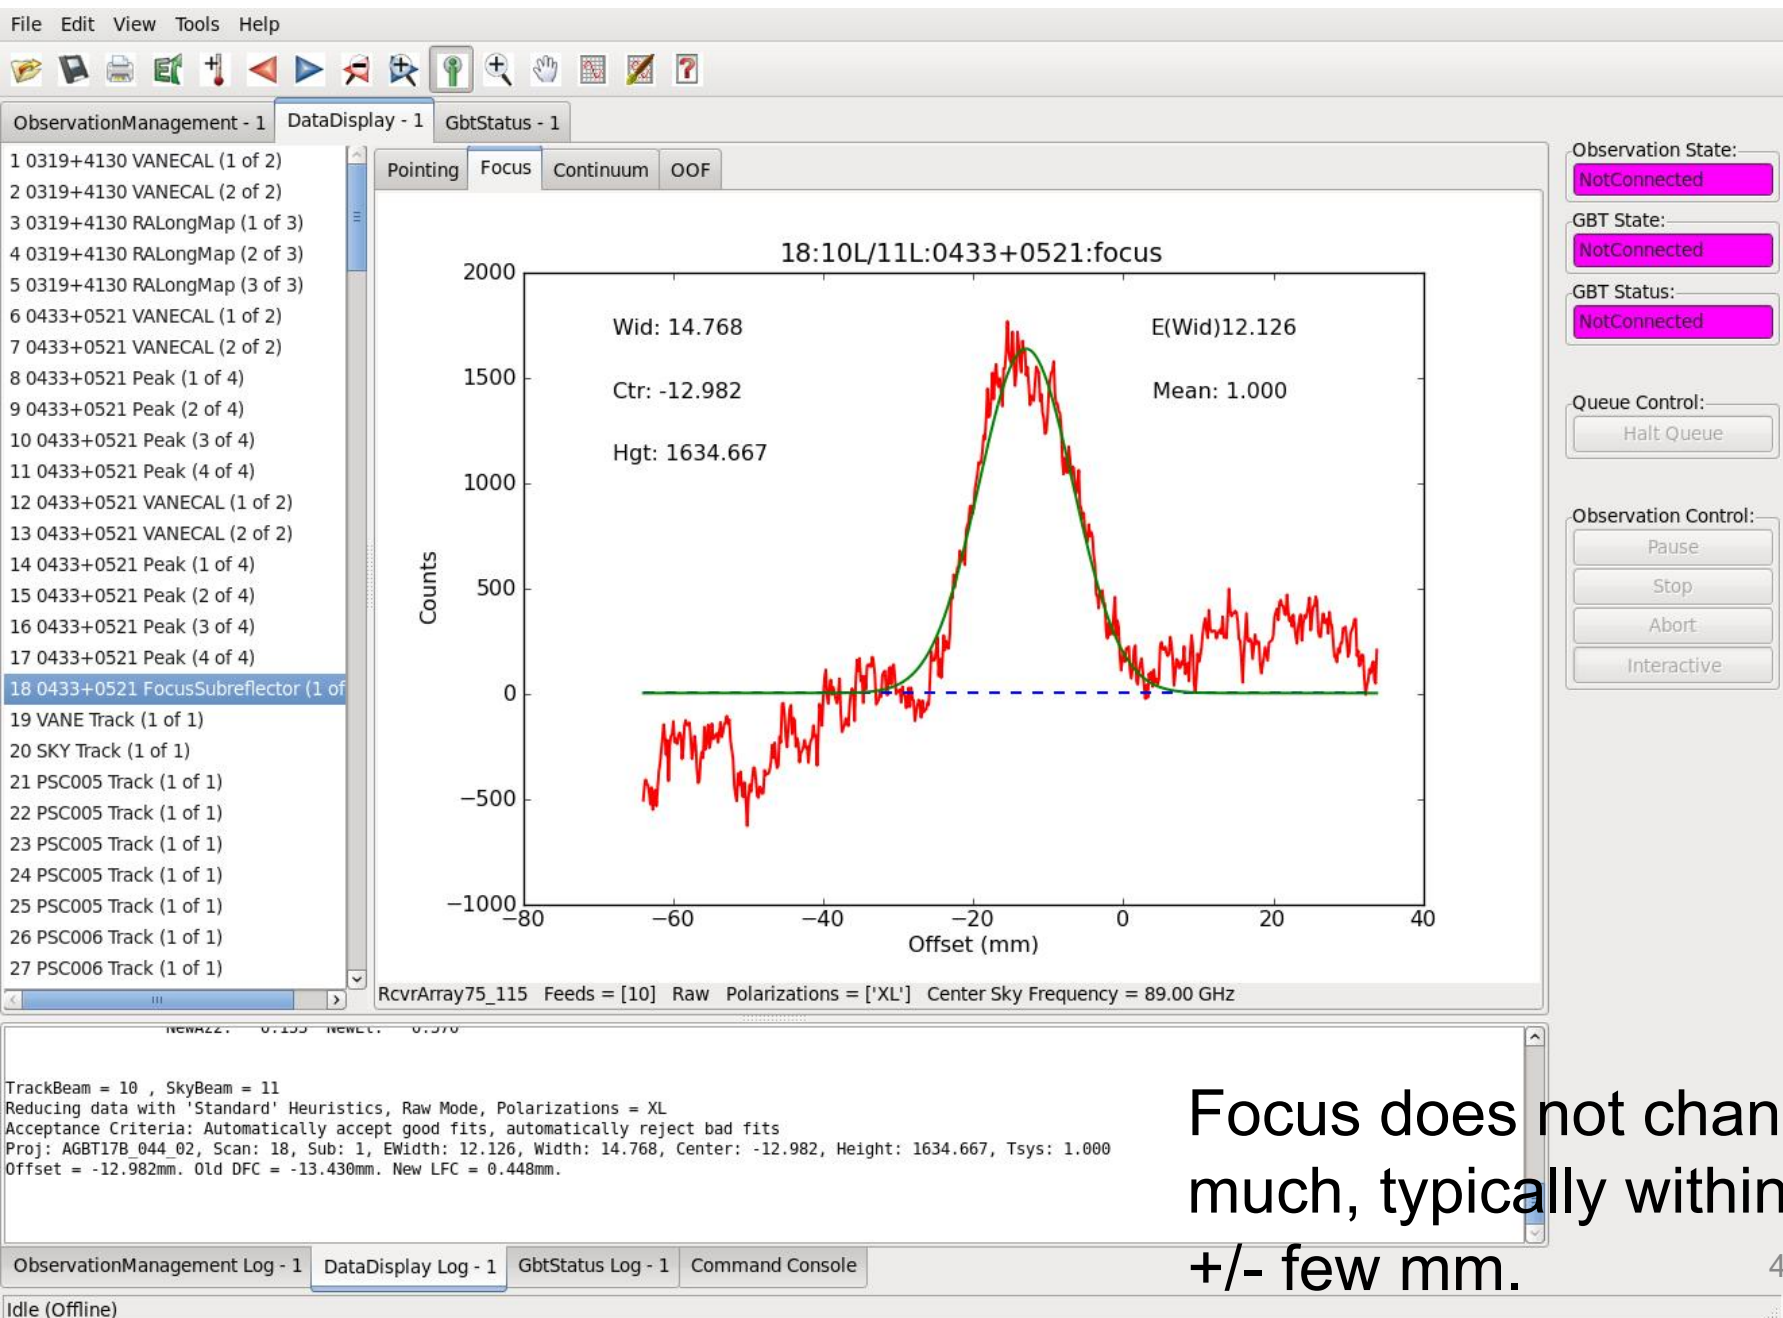 File Edit View Tools Help
ObservationManagement - 1 DataDisplay - 1 GbtStatus - 1
1 0319+4130 VANECAL (1 of 2)
2 0319+4130 VANECAL (2 of 2)
3 0319+4130 RALongMap (1 of 3)
4 0319+4130 RALongMap (2 of 3)
5 0319+4130 RALongMap (3 of 3)
6 0433+0521 VANECAL (1 of 2)
7 0433+0521 VANECAL (2 of 2)
8 0433+0521 Peak (1 of 4)
9 0433+0521 Peak (2 of 4)
10 0433+0521 Peak (3 of 4)
11 0433+0521 Peak (4 of 4)
12 0433+0521 VANECAL (1 of 2)
13 0433+0521 VANECAL (2 of 2)
14 0433+0521 Peak (1 of 4)
15 0433+0521 Peak (2 of 4)
16 0433+0521 Peak (3 of 4)
17 0433+0521 Peak (4 of 4)
18 0433+0521 FocusSubreflector (1 of
19 VANE Track (1 of 1)
20 SKY Track (1 of 1)
21 PSC005 Track (1 of 1)
22 PSC005 Track (1 of 1)
23 PSC005 Track (1 of 1)
24 PSC005 Track (1 of 1)
25 PSC005 Track (1 of 1)
26 PSC006 Track (1 of 1)
27 PSC006 Track (1 of 1)
Pointing Focus Continuum OOF
18:10L/11L:0433+0521:focus
Wid: 14.768 E(Wid)12.126
Ctr: -12.982 Mean: 1.000
Hgt: 1634.667
2000
1500
1000
500
0
−500
−1000
Counts
−80 −60 −40 −20 0 20 40
Offset (mm)
RcvrArray75_115 Feeds = [10] Raw Polarizations = ['XL'] Center Sky Frequency = 89.00 GHz
Observation State:
NotConnected
GBT State:
NotConnected
GBT Status:
NotConnected
Queue Control:
Halt Queue
Observation Control:
Pause
Stop
Abort
Interactive
TrackBeam = 10 , SkyBeam = 11
Reducing data with 'Standard' Heuristics, Raw Mode, Polarizations = XL
Acceptance Criteria: Automatically accept good fits, automatically reject bad fits
Proj: AGBT17B_044_02, Scan: 18, Sub: 1, EWidth: 12.126, Width: 14.768, Center: -12.982, Height: 1634.667, Tsys: 1.000
Offset = -12.982mm. Old DFC = -13.430mm. New LFC = 0.448mm.
Focus does not chan
much, typically within
+/- few mm.
4
ObservationManagement Log - 1 DataDisplay Log - 1 GbtStatus Log - 1 Command Console
Idle (Offline)